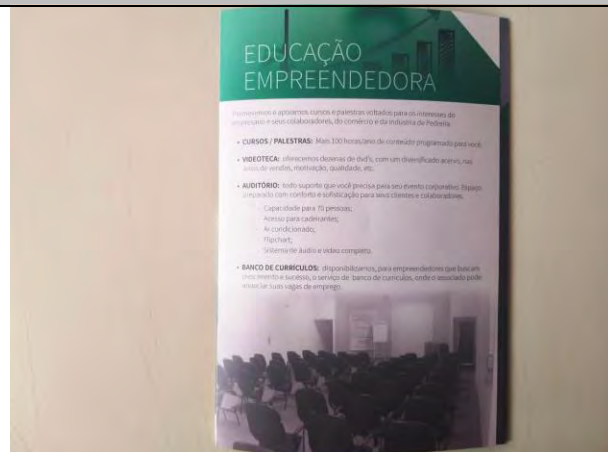 EDUCAÇÃO
EMPREENDEDORA
Promovemos e apoiamos cursos e palestras voltados para os interesses do
empresário e seus colaboradores, do comércio e da indústria de Pederneiras
• CURSOS / PALESTRAS: Mais 100 horas/ano de conteúdo programado para você.
• VIDEOTECA: oferecemos dezenas de dvd's, com um diversificado acervo, nas
áreas de vendas, motivação, qualidade, etc.
• AUDITÓRIO: todo suporte que você precisa para seu evento corporativo. Espaço
preparado com conforto e sofisticação para seus clientes e colaboradores.
- Capacidade para 70 pessoas;
- Acesso para cadeirantes;
- Ar condicionado;
- Flipchart;
- Sistema de áudio e vídeo completo.
• BANCO DE CURRÍCULOS: disponibilizamos, para empreendedores que buscam
crescimento e sucesso, o serviço de banco de currículos, onde o associado pode
anunciar suas vagas de emprego.